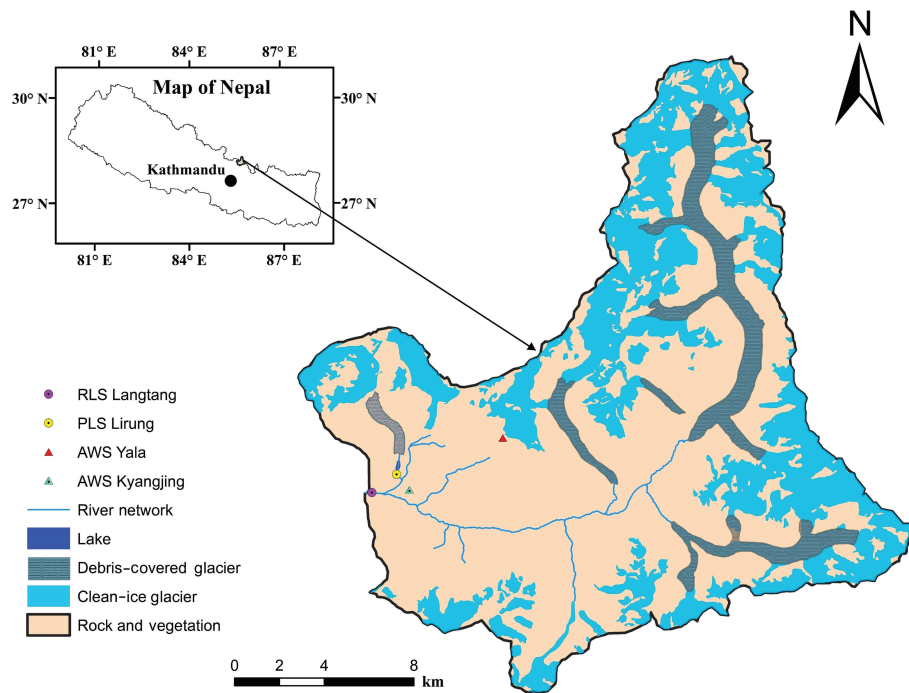 N
81° E 84° E 87° E
Map of Nepal
30° N 30° N
Kathmandu
27° N 27° N
81° E 84° E 87° E
RLS Langtang
PLS Lirung
AWS Yala
AWS Kyangjing
River network
Lake
Debris-covered glacier
Clean-ice glacier
Rock and vegetation
0 2 4 8
km